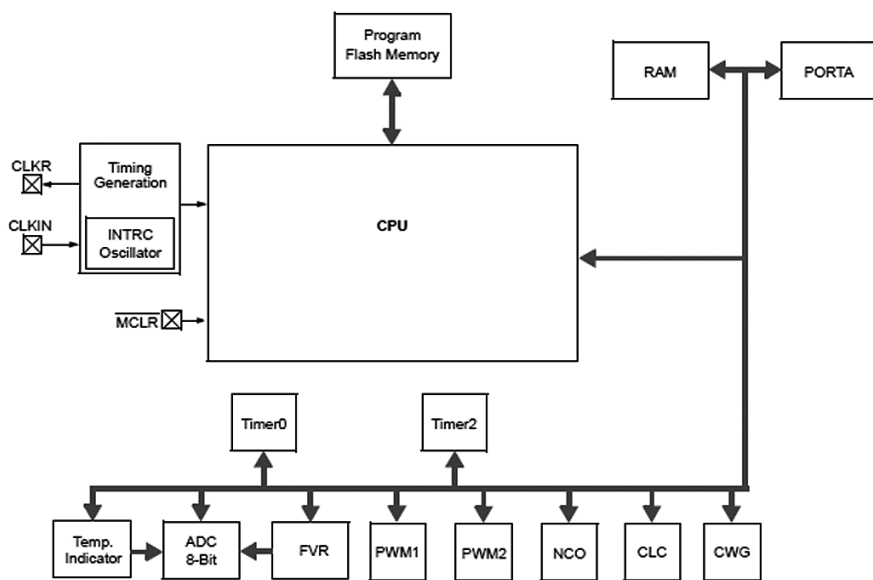 Program
Flash Memory
RAM
PORTA
CLKR
Timing
Generation
CLKIN
INTRC
Oscillator
CPU
MCLR
Timer0
Timer2
Temp.
Indicator
ADC
8-Bit
FVR
PWM1
PWM2
NCO
CLC
CWG